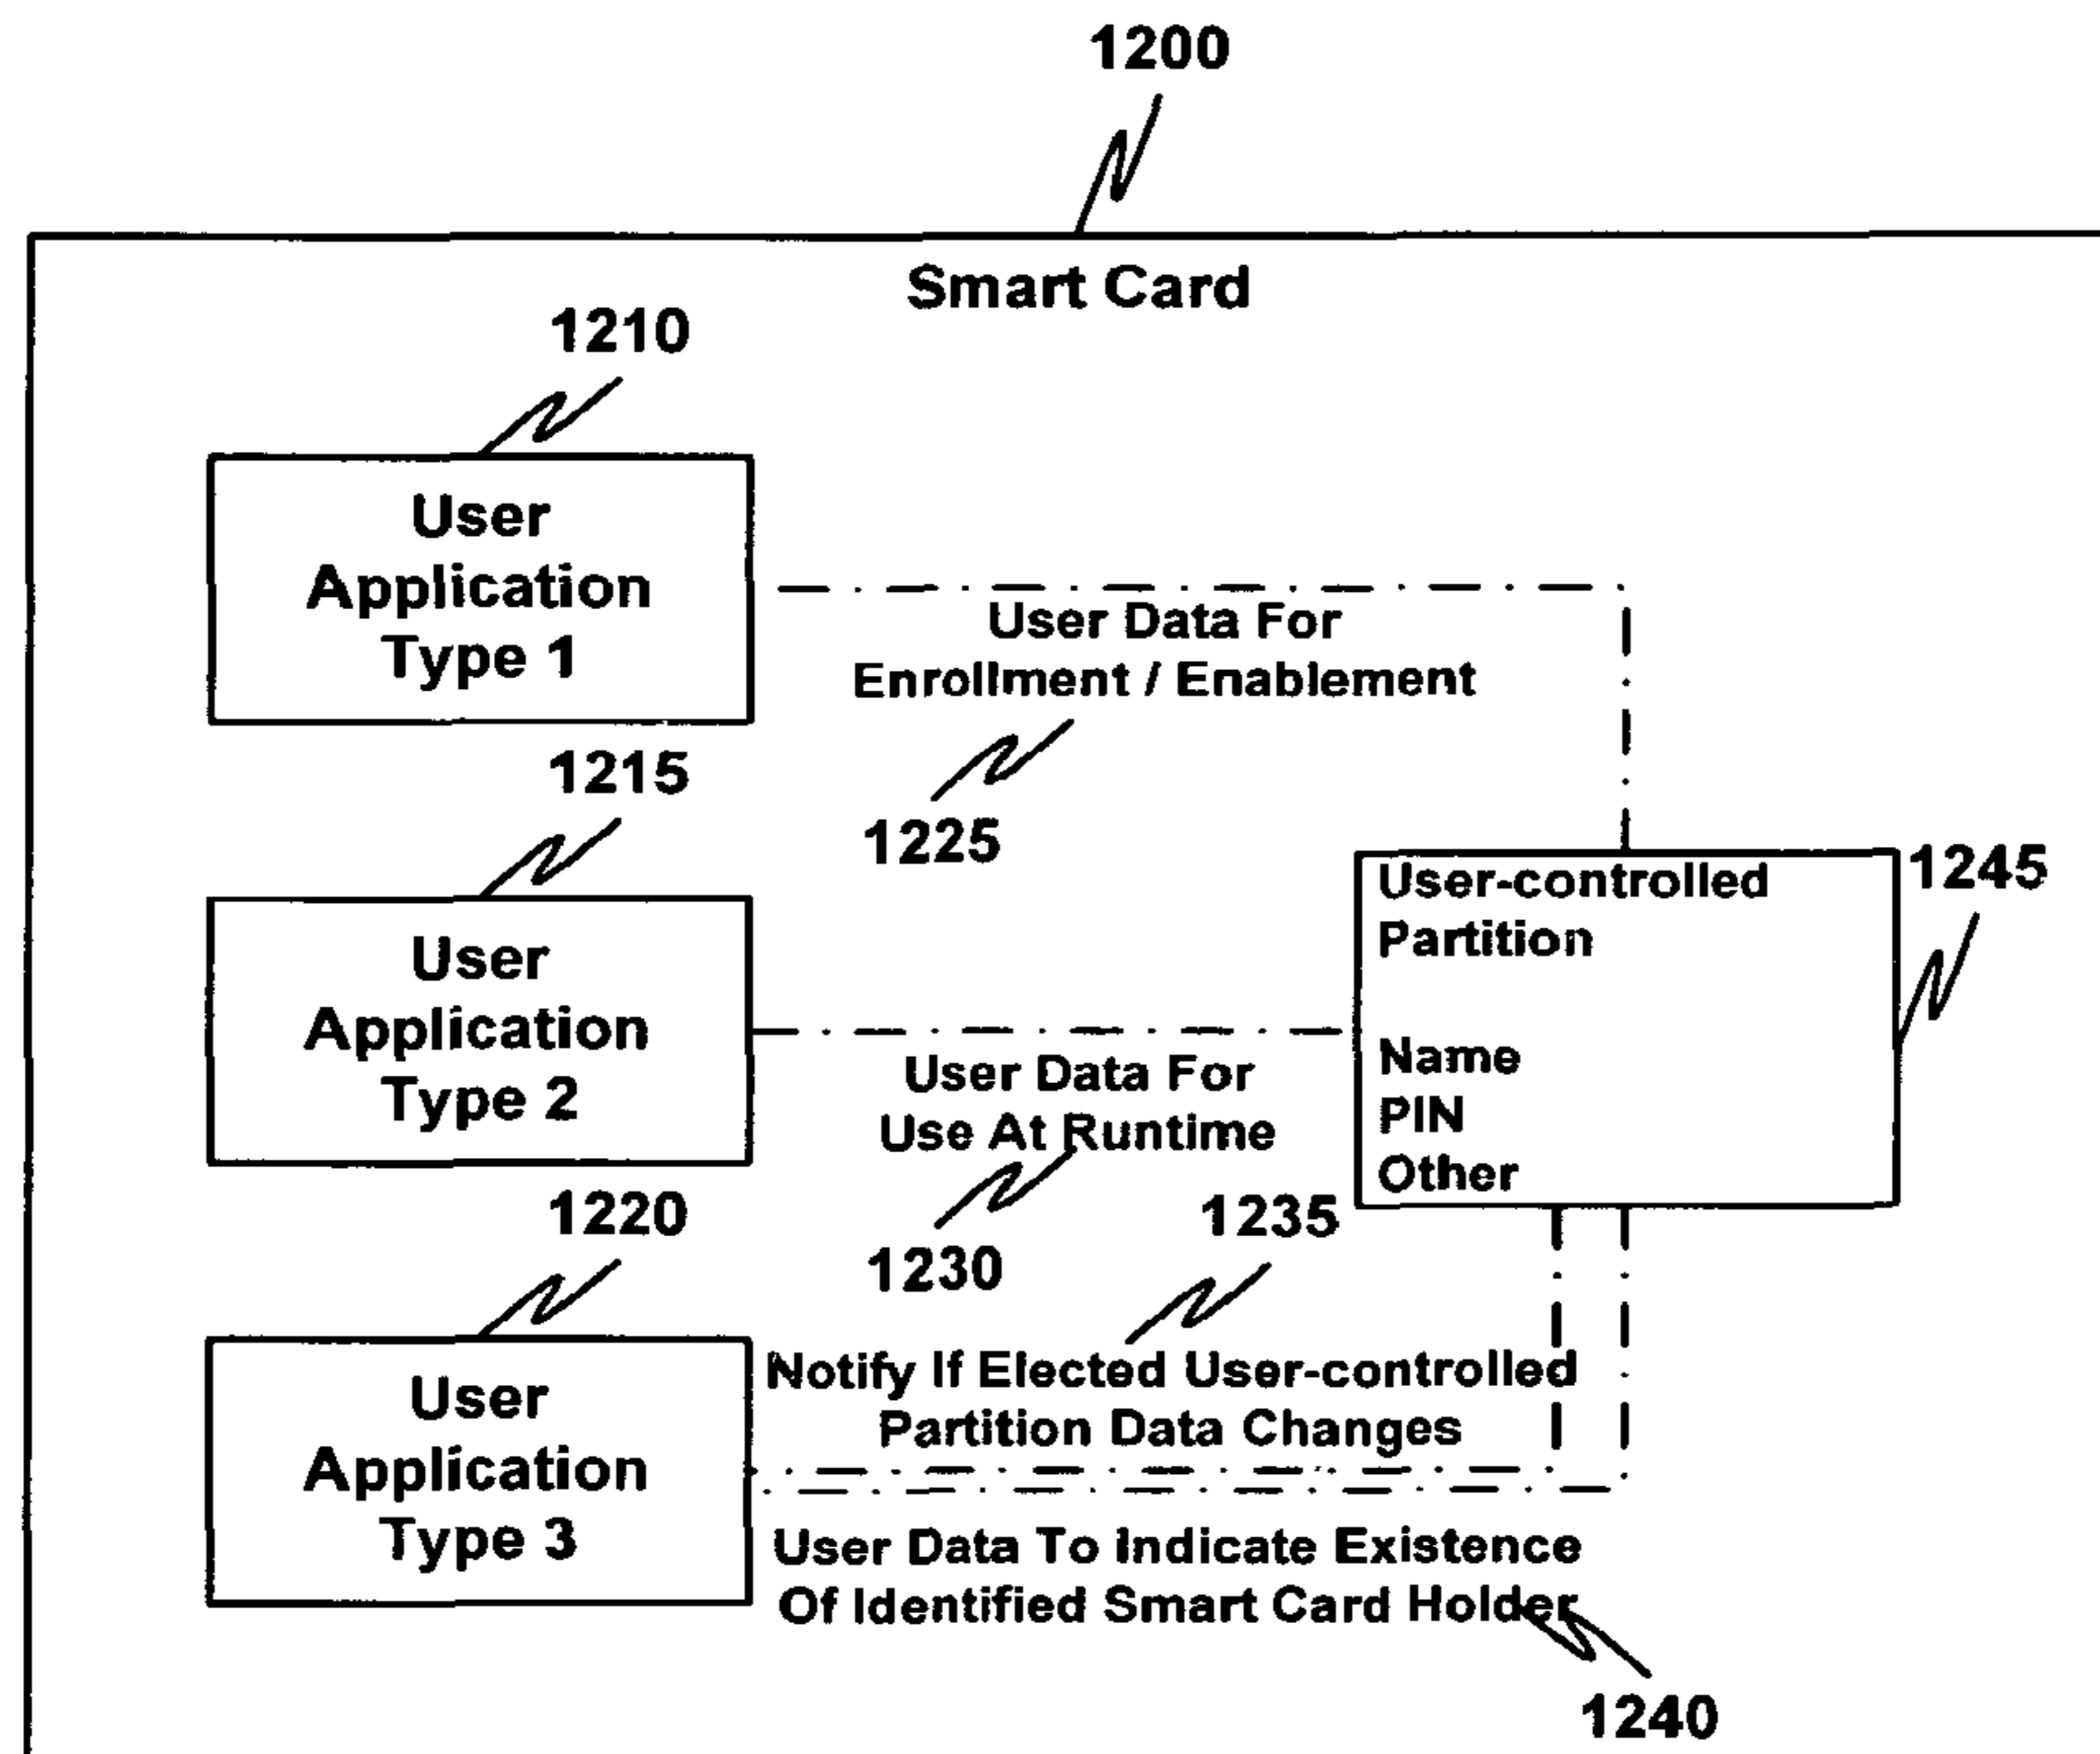 1200
Smart Card
1210
User
Application
Type 1
User Data For
Enrollment / Enablement
1225
1215
User
Application
Type 2
User Data For
Use At Runtime
1230
1245
User-controlled
Partition
Name
PIN
Other
1220
User
Application
Type 3
1235
Notify If Elected User-controlled
Partition Data Changes
User Data To Indicate Existence
Of Identified Smart Card Holder
1240